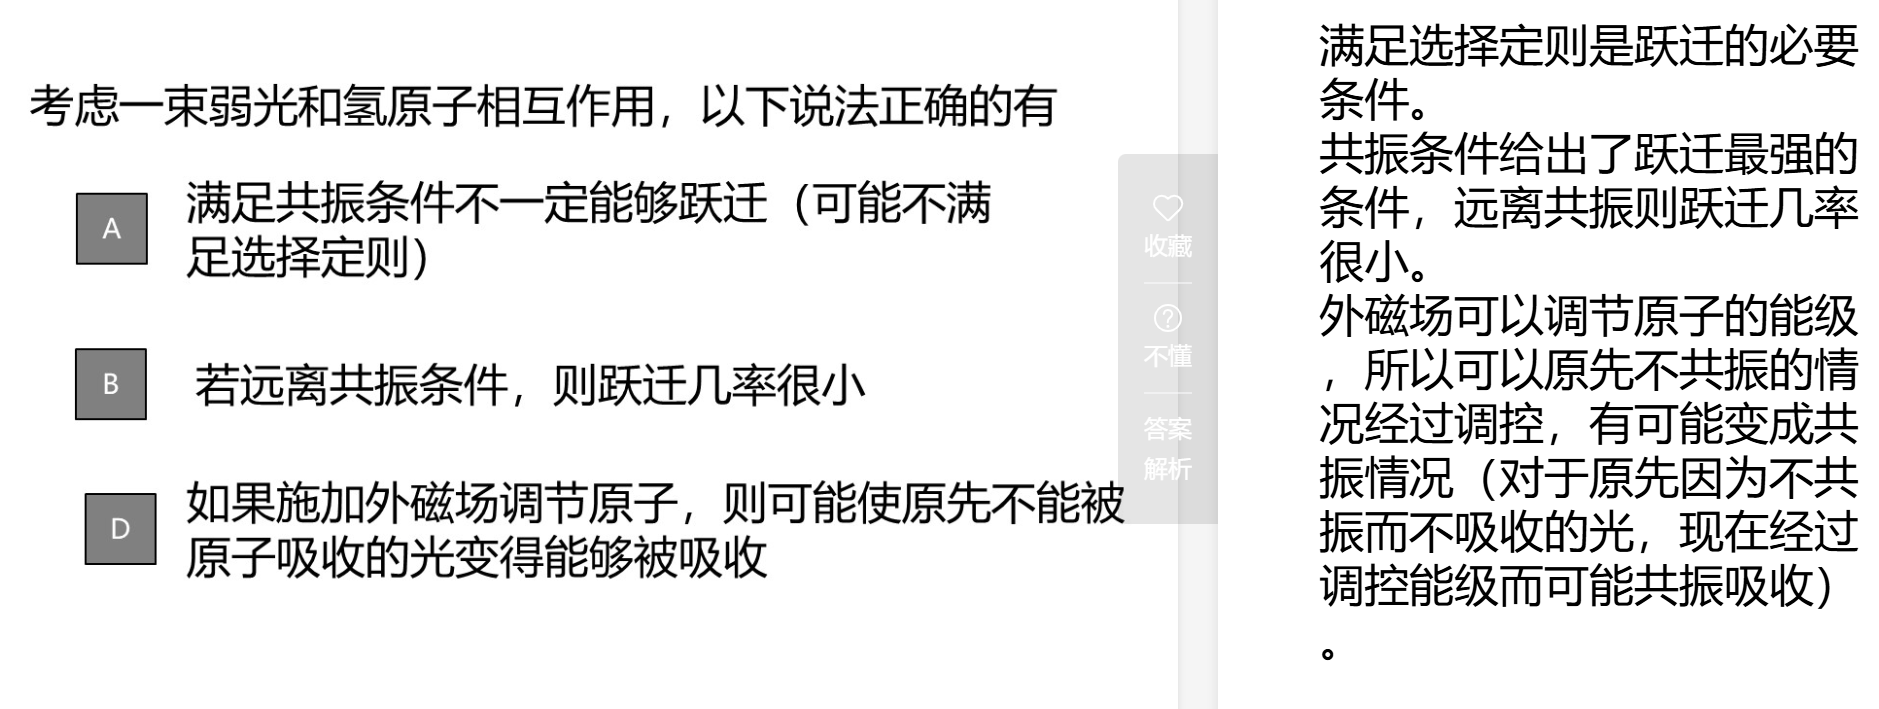 考虑一束弱光和氢原子相互作用，以下说法正确的有
A
满足共振条件不一定能够跃迁（可能不满
足选择定则）
B
若远离共振条件，则跃迁几率很小
D
如果施加外磁场调节原子，则可能使原先不能被
原子吸收的光变得能够被吸收
收藏
不懂
答案
解析
满足选择定则是跃迁的必要
条件。
共振条件给出了跃迁最强的
条件，远离共振则跃迁几率
很小。
外磁场可以调节原子的能级
，所以可以原先不共振的情
况经过调控，有可能变成共
振情况（对于原先因为不共
振而不吸收的光，现在经过
调控能级而可能共振吸收）
。